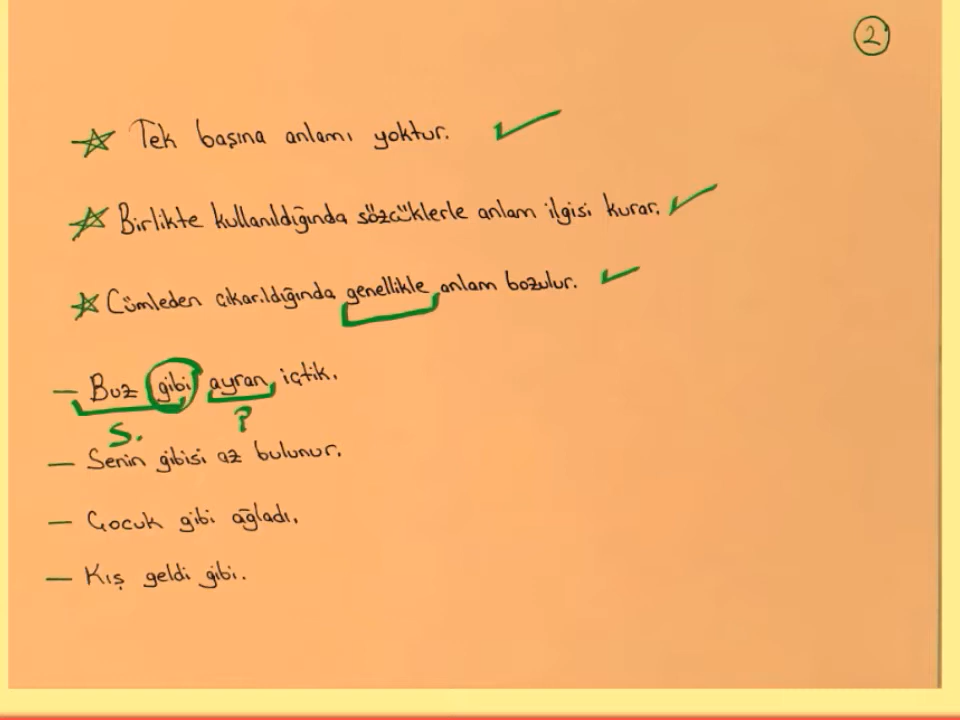 2
Tek başına anlamı yoktur.
Birlikte kullanıldığında sözcüklerle anlam ilgisi kurar.
Cümleden çıkarıldığında genellikle anlam bozulur.
– Buz gibi ayran içtik.
S. ?
– Senin gibisi az bulunur.
– Çocuk gibi ağladı.
– Kış geldi gibi.